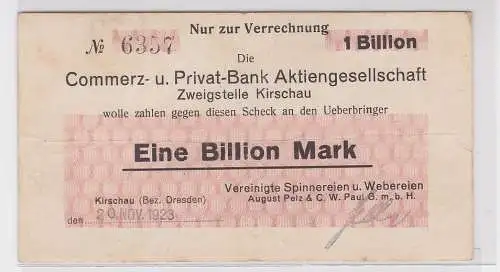 Nur zur Verrechnung
№ 6357
1 Billion
Die
Commerz- u. Privat-Bank Aktiengesellschaft
Zweigstelle Kirschau
wolle zahlen gegen diesen Scheck an den Ueberbringer
Eine Billion Mark
Vereinigte Spinnereien u. Webereien
Kirschau (Bez. Dresden)
August Pelz & C. W. Paul G. m. b. H.
den 20. NOV. 1923